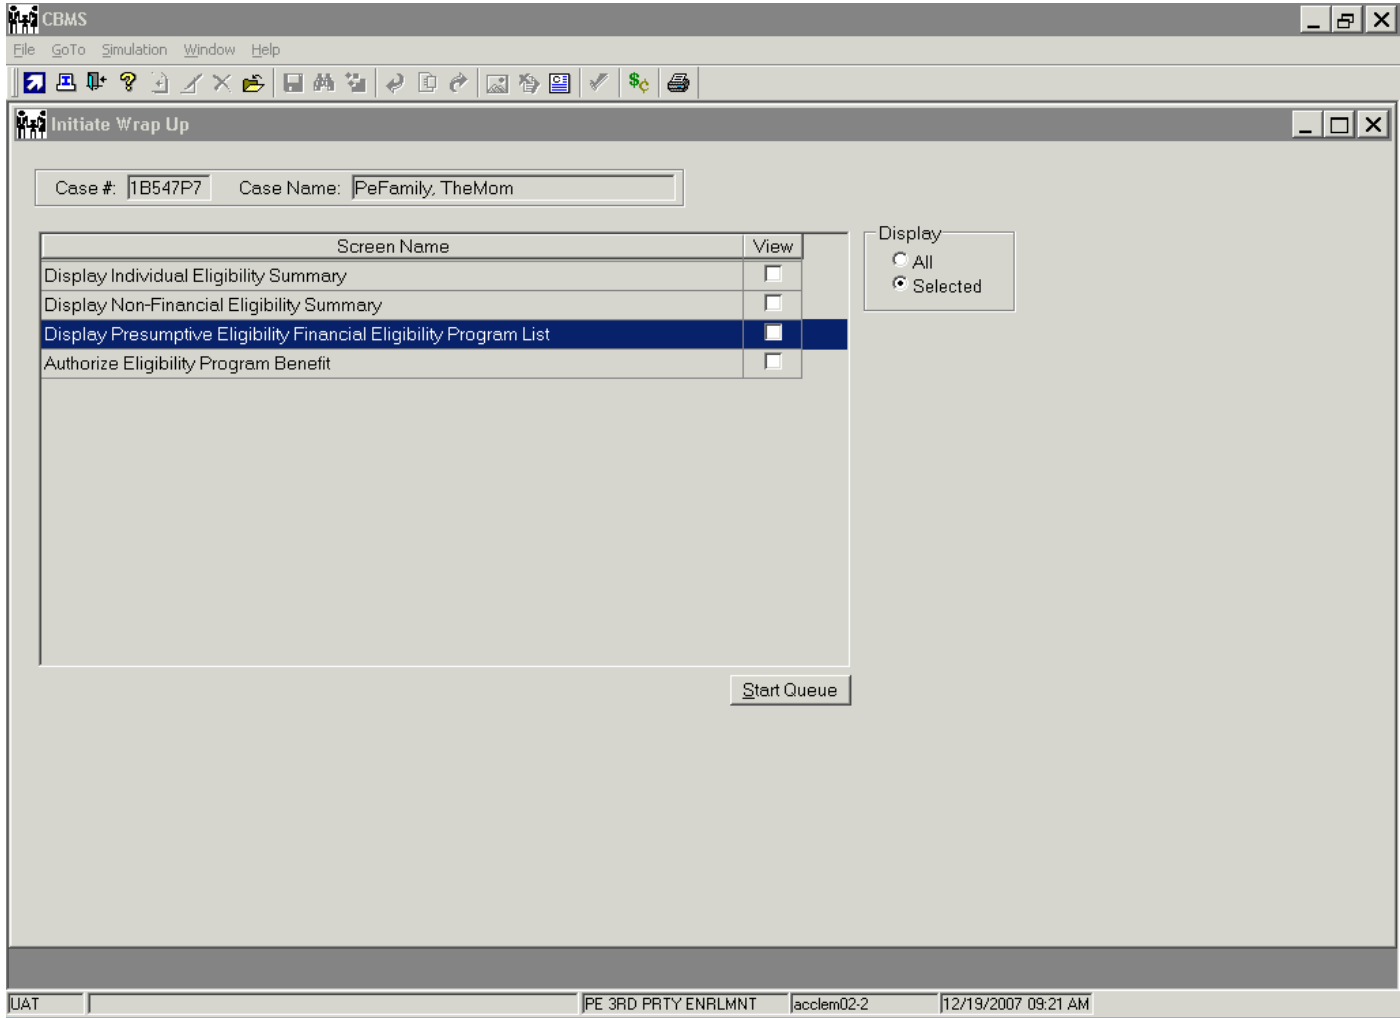 CBMS
File GoTo Simulation Window Help
Initiate Wrap Up
Case #: 1B547P7 Case Name: PeFamily, TheMom
Screen Name View
Display Individual Eligibility Summary
Display Non-Financial Eligibility Summary
Display Presumptive Eligibility Financial Eligibility Program List
Authorize Eligibility Program Benefit
Display
All
Selected
Start Queue
UAT PE 3RD PRTY ENRLMNT acclem02-2 12/19/2007 09:21 AM